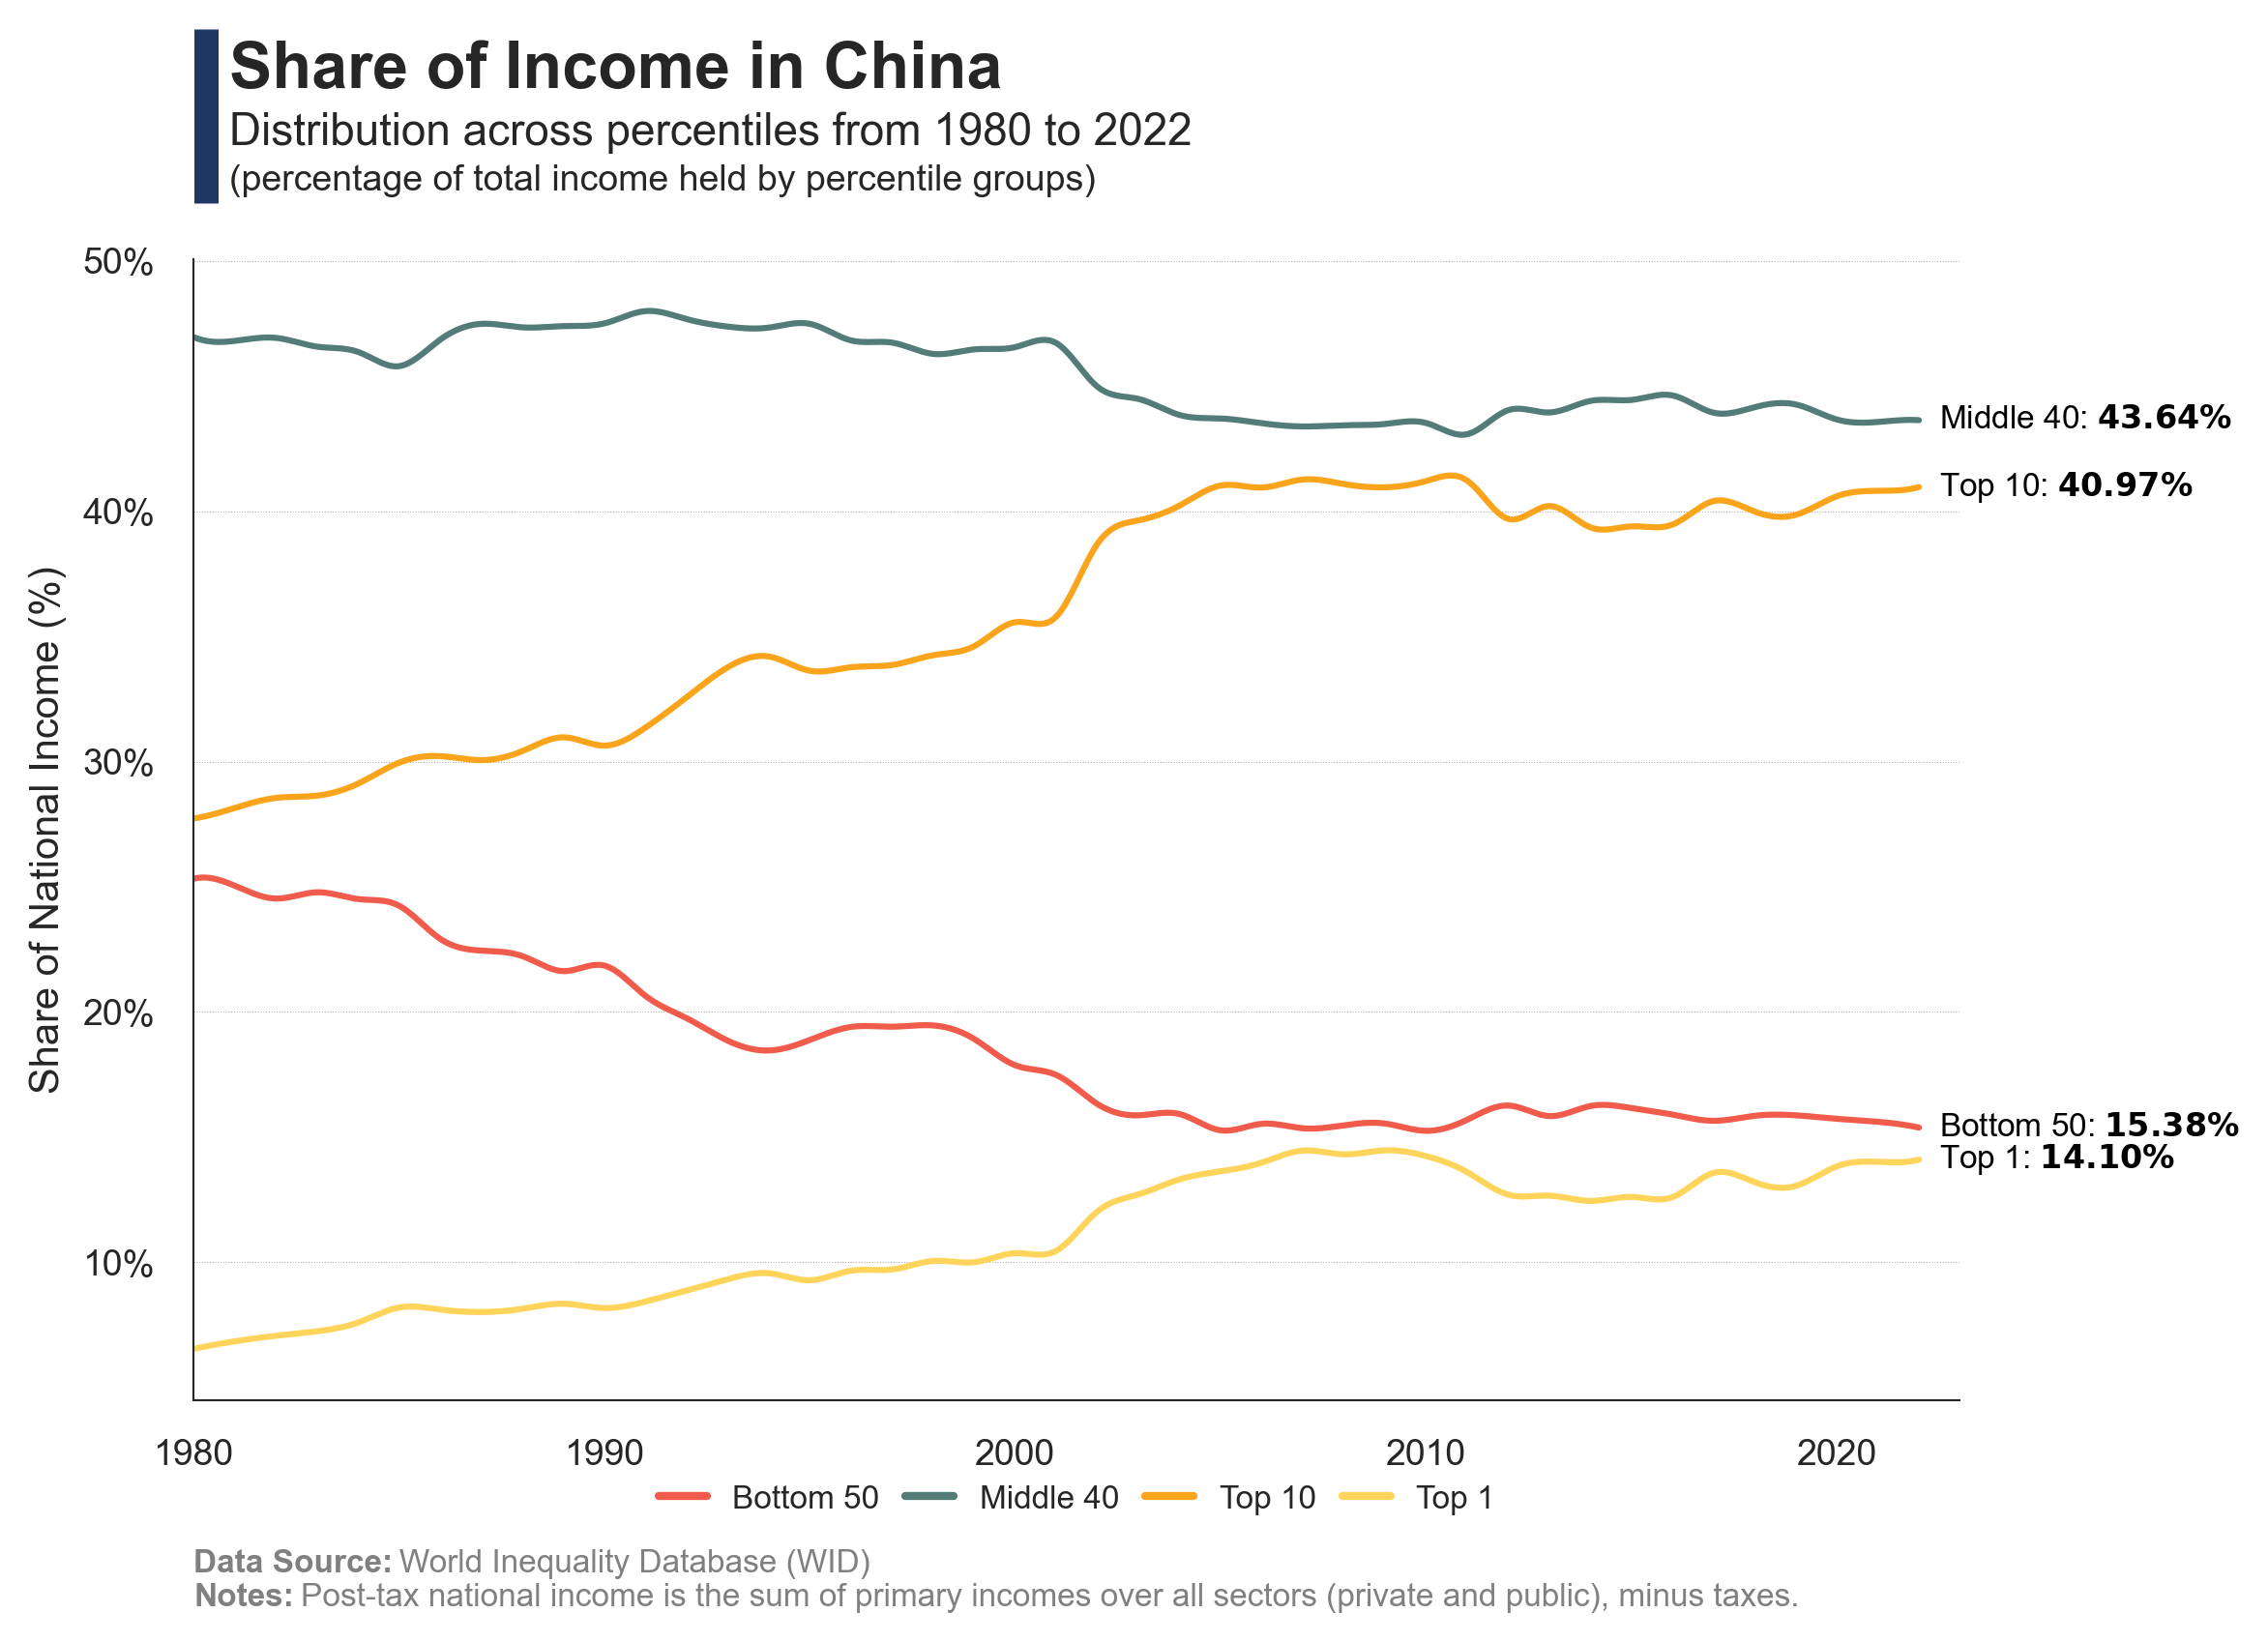 Share of Income in China
Distribution across percentiles from 1980 to 2022
(percentage of total income held by percentile groups)
Share of National Income (%)
50%
40%
30%
20%
10%
Middle 40: 43.64%
Top 10: 40.97%
Bottom 50: 15.38%
Top 1: 14.10%
1980 1990 2000 2010 2020
Bottom 50 Middle 40 Top 10 Top 1
Data Source: World Inequality Database (WID)
Notes: Post-tax national income is the sum of primary incomes over all sectors (private and public), minus taxes.